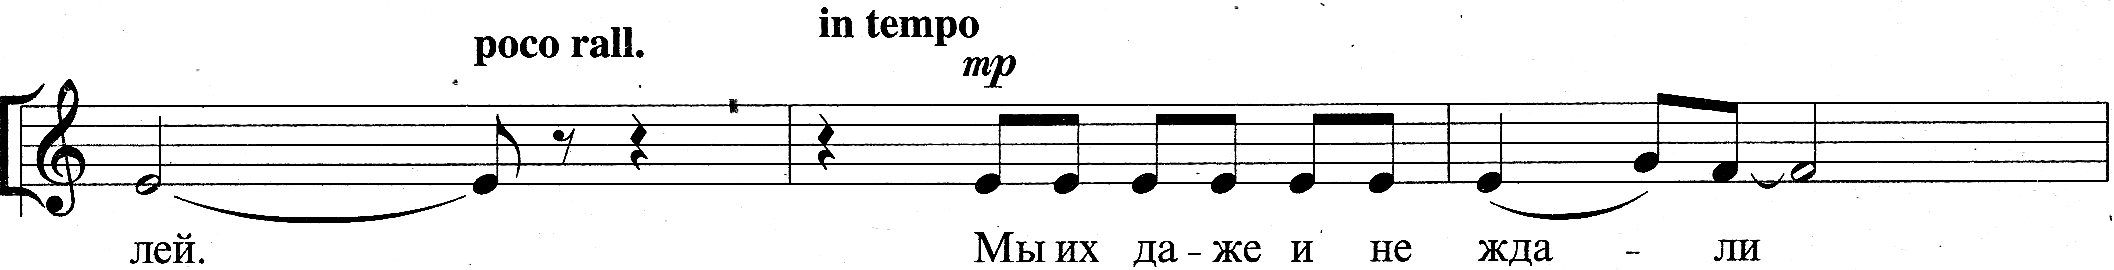 poco rall.
in tempo
mp
лей. Мы их да - же и не жда - ли